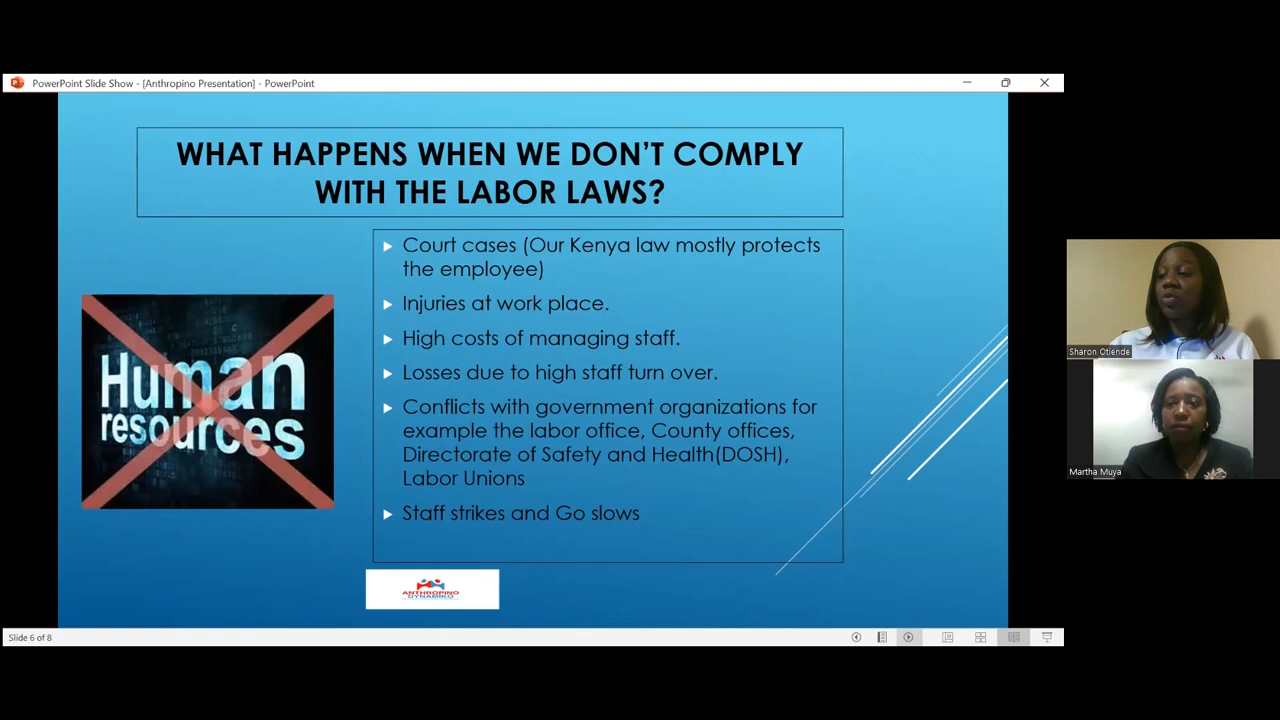 PowerPoint Slide Show - [Anthropino Presentation] - PowerPoint
WHAT HAPPENS WHEN WE DON'T COMPLY
WITH THE LABOR LAWS?
Court cases (Our Kenya law mostly protects
the employee)
Injuries at work place.
High costs of managing staff.
Losses due to high staff turn over.
Conflicts with government organizations for
example the labor office, County offices,
Directorate of Safety and Health(DOSH),
Labor Unions
Staff strikes and Go slows
Human
resources
ANTHROPINO
DYNAMIKO
Slide 6 of 8
Sharon Otiende
Martha Muya